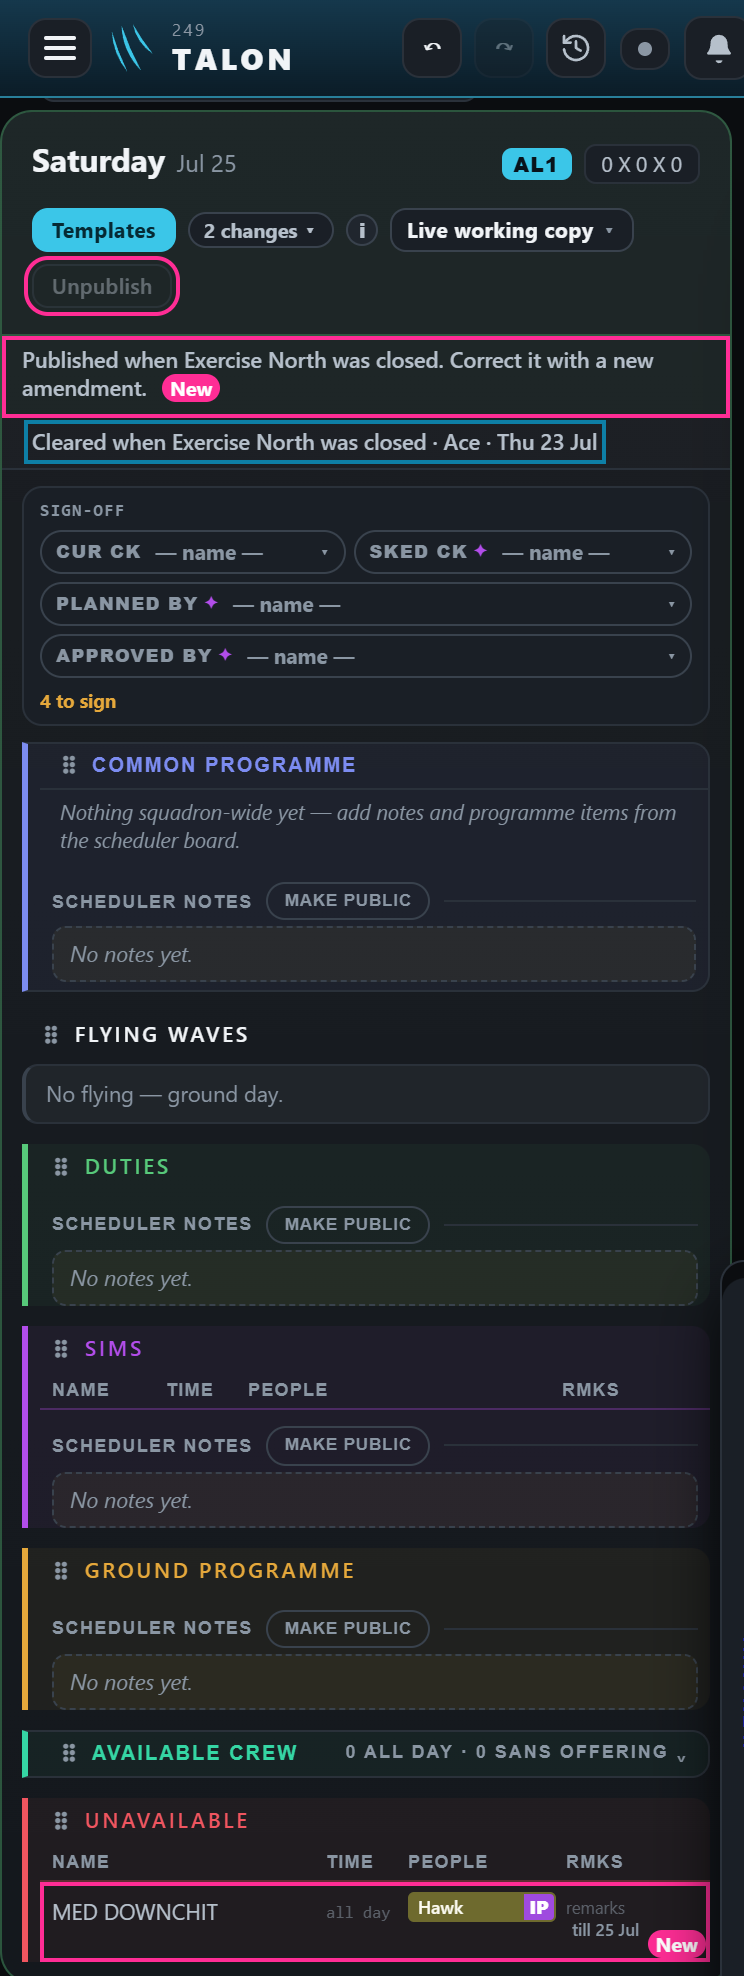 249
TALON
Saturday Jul 25
AL1
0X0X0
Templates
2 changes ▾
i
Live working copy ▾
Unpublish
Published when Exercise North was closed. Correct it with a new
amendment. New
Cleared when Exercise North was closed · Ace · Thu 23 Jul
SIGN-OFF
CUR CK — name — ▾
SKED CK ✦ — name — ▾
PLANNED BY ✦ — name — ▾
APPROVED BY ✦ — name — ▾
4 to sign
COMMON PROGRAMME
Nothing squadron-wide yet — add notes and programme items from
the scheduler board.
SCHEDULER NOTES MAKE PUBLIC
No notes yet.
FLYING WAVES
No flying — ground day.
DUTIES
SCHEDULER NOTES MAKE PUBLIC
No notes yet.
SIMS
NAME TIME PEOPLE RMKS
SCHEDULER NOTES MAKE PUBLIC
No notes yet.
GROUND PROGRAMME
SCHEDULER NOTES MAKE PUBLIC
No notes yet.
AVAILABLE CREW 0 ALL DAY · 0 SANS OFFERING
UNAVAILABLE
NAME TIME PEOPLE RMKS
MED DOWNCHIT all day Hawk IP remarks
till 25 Jul
New